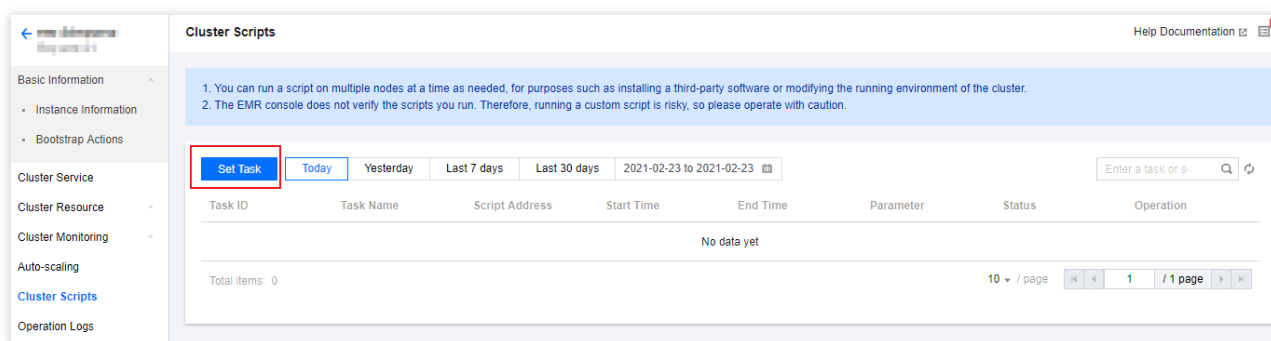 Cluster Scripts
Help Documentation
Basic Information
Instance Information
Bootstrap Actions
Cluster Service
Cluster Resource
Cluster Monitoring
Auto-scaling
Cluster Scripts
Operation Logs
1. You can run a script on multiple nodes at a time as needed, for purposes such as installing a third-party software or modifying the running environment of the cluster.
2. The EMR console does not verify the scripts you run. Therefore, running a custom script is risky, so please operate with caution.
Set Task Today Yesterday Last 7 days Last 30 days 2021-02-23 to 2021-02-23 Enter a task or s
Task ID Task Name Script Address Start Time End Time Parameter Status Operation
No data yet
Total items: 0 10 / page 1 / 1 page